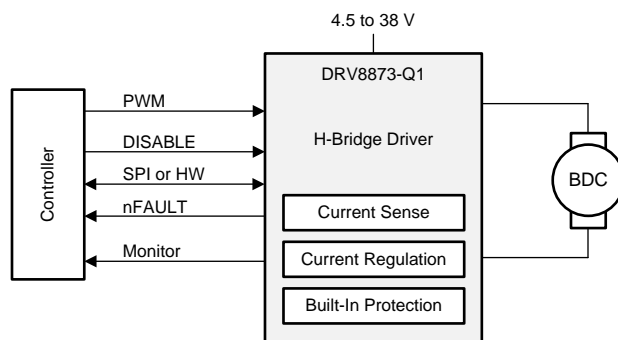 4.5 to 38 V
DRV8873-Q1
H-Bridge Driver
Controller
PWM
DISABLE
SPI or HW
nFAULT
Monitor
Current Sense
Current Regulation
Built-In Protection
BDC